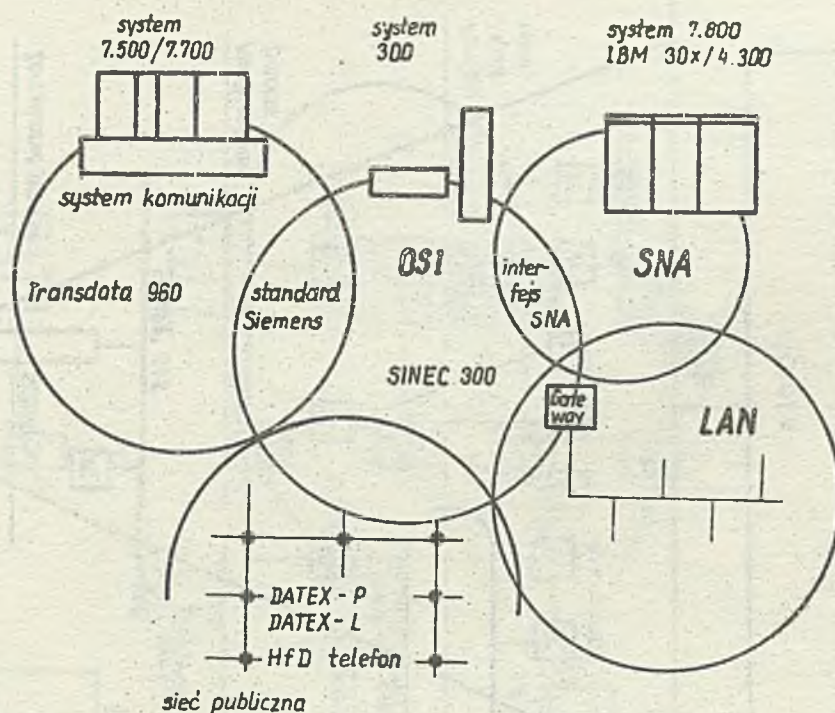 system
7.500/7.700
system
300
system 7.800
IBM 30x/4.300
system komunikacji
Transdata 960
standard
Siemens
OSI
inter-
fejs
SNA
SNA
SINEC 300
Gate
way
LAN
DATEX-P
DATEX-L
HfD telefon
sieć publiczna